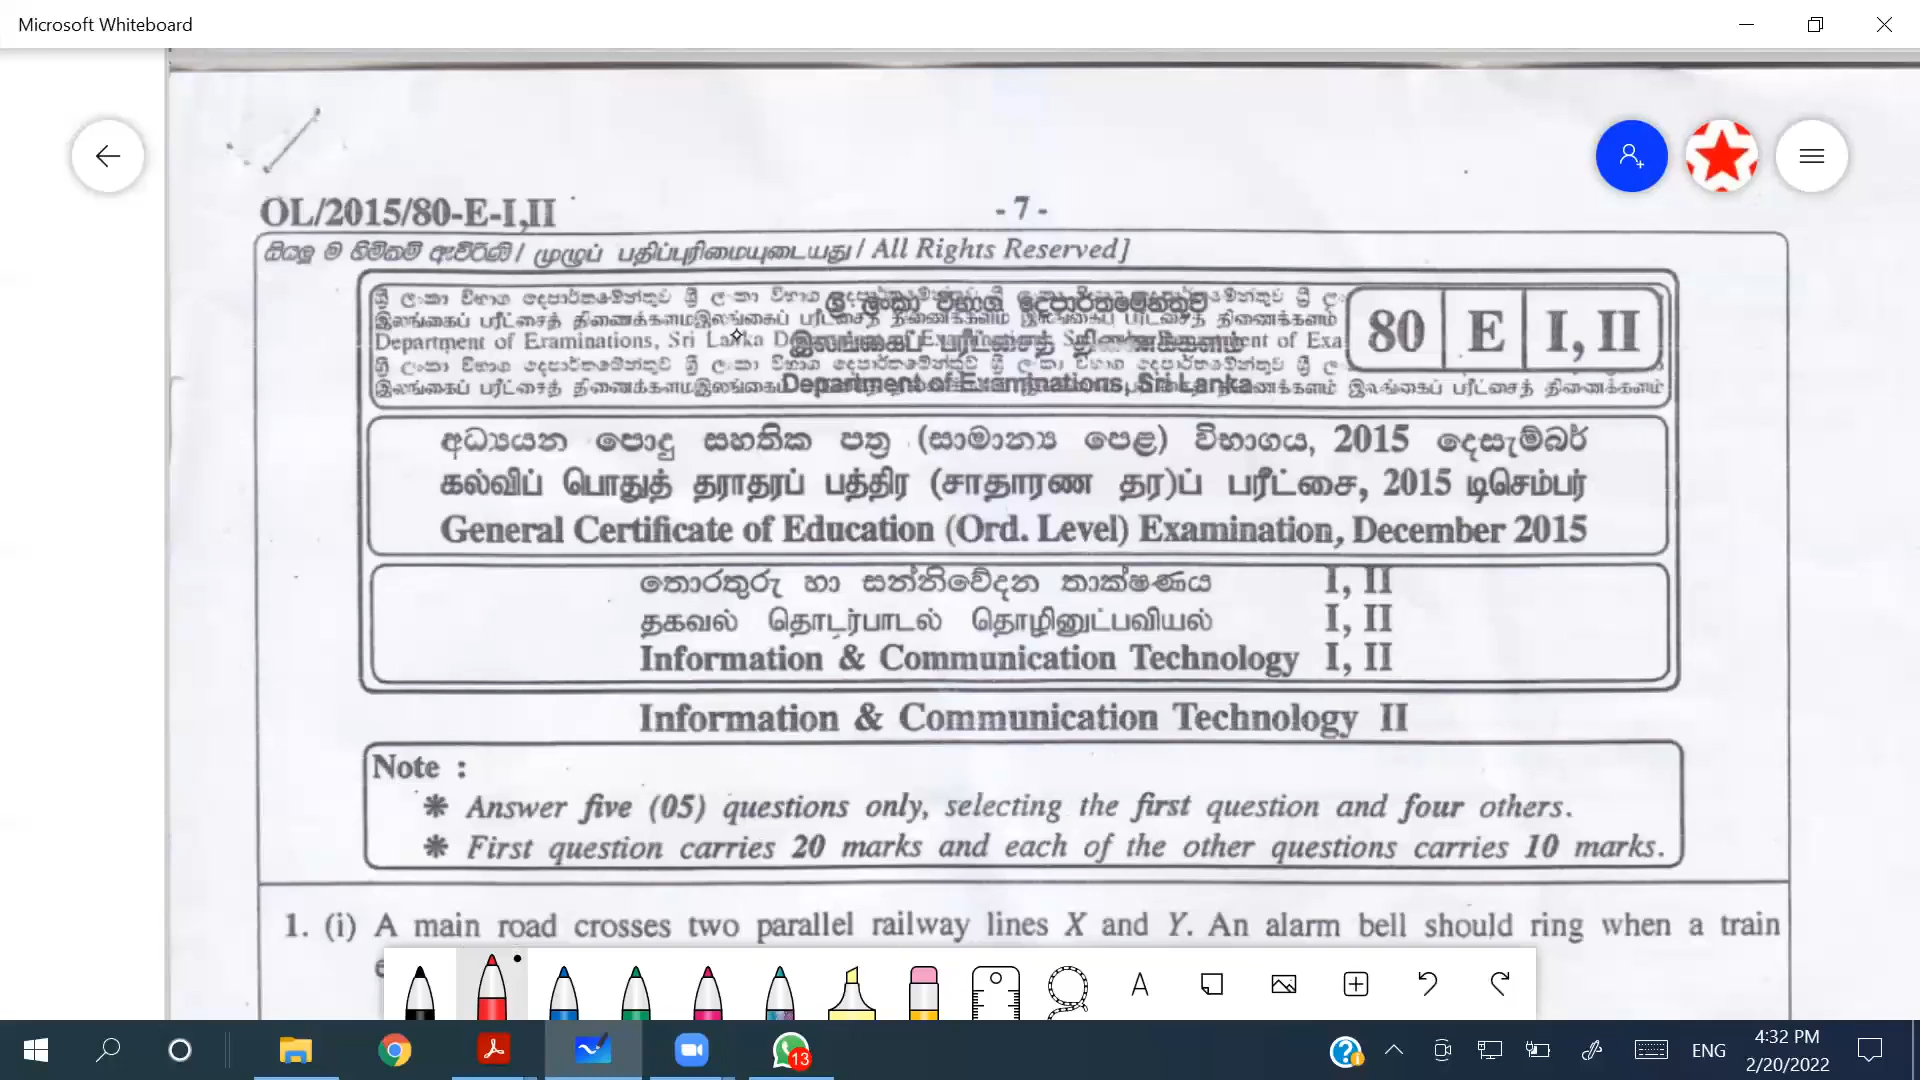 Microsoft Whiteboard
OL/2015/80-E-I,II
- 7 -
සියලු ම හිමිකම් ඇවිරිණි / முழுப் பதிப்புரிமையுடையது / All Rights Reserved]
ශ්‍රී ලංකා විභාග දෙපාර්තමේන්තුව
இலங்கைப் பரீட்சைத் திணைக்களம்
Department of Examinations, Sri Lanka
80 E I, II
අධ්‍යයන පොදු සහතික පත්‍ර (සාමාන්‍ය පෙළ) විභාගය, 2015 දෙසැම්බර්
கல்விப் பொதுத் தராதரப் பத்திர (சாதாரண தர)ப் பரீட்சை, 2015 டிசெம்பர்
General Certificate of Education (Ord. Level) Examination, December 2015
තොරතුරු හා සන්නිවේදන තාක්ෂණය I, II
தகவல் தொடர்பாடல் தொழினுட்பவியல் I, II
Information & Communication Technology I, II
Information & Communication Technology II
Note :
* Answer five (05) questions only, selecting the first question and four others.
* First question carries 20 marks and each of the other questions carries 10 marks.
1. (i) A main road crosses two parallel railway lines X and Y. An alarm bell should ring when a train
13
ENG
4:32 PM
2/20/2022